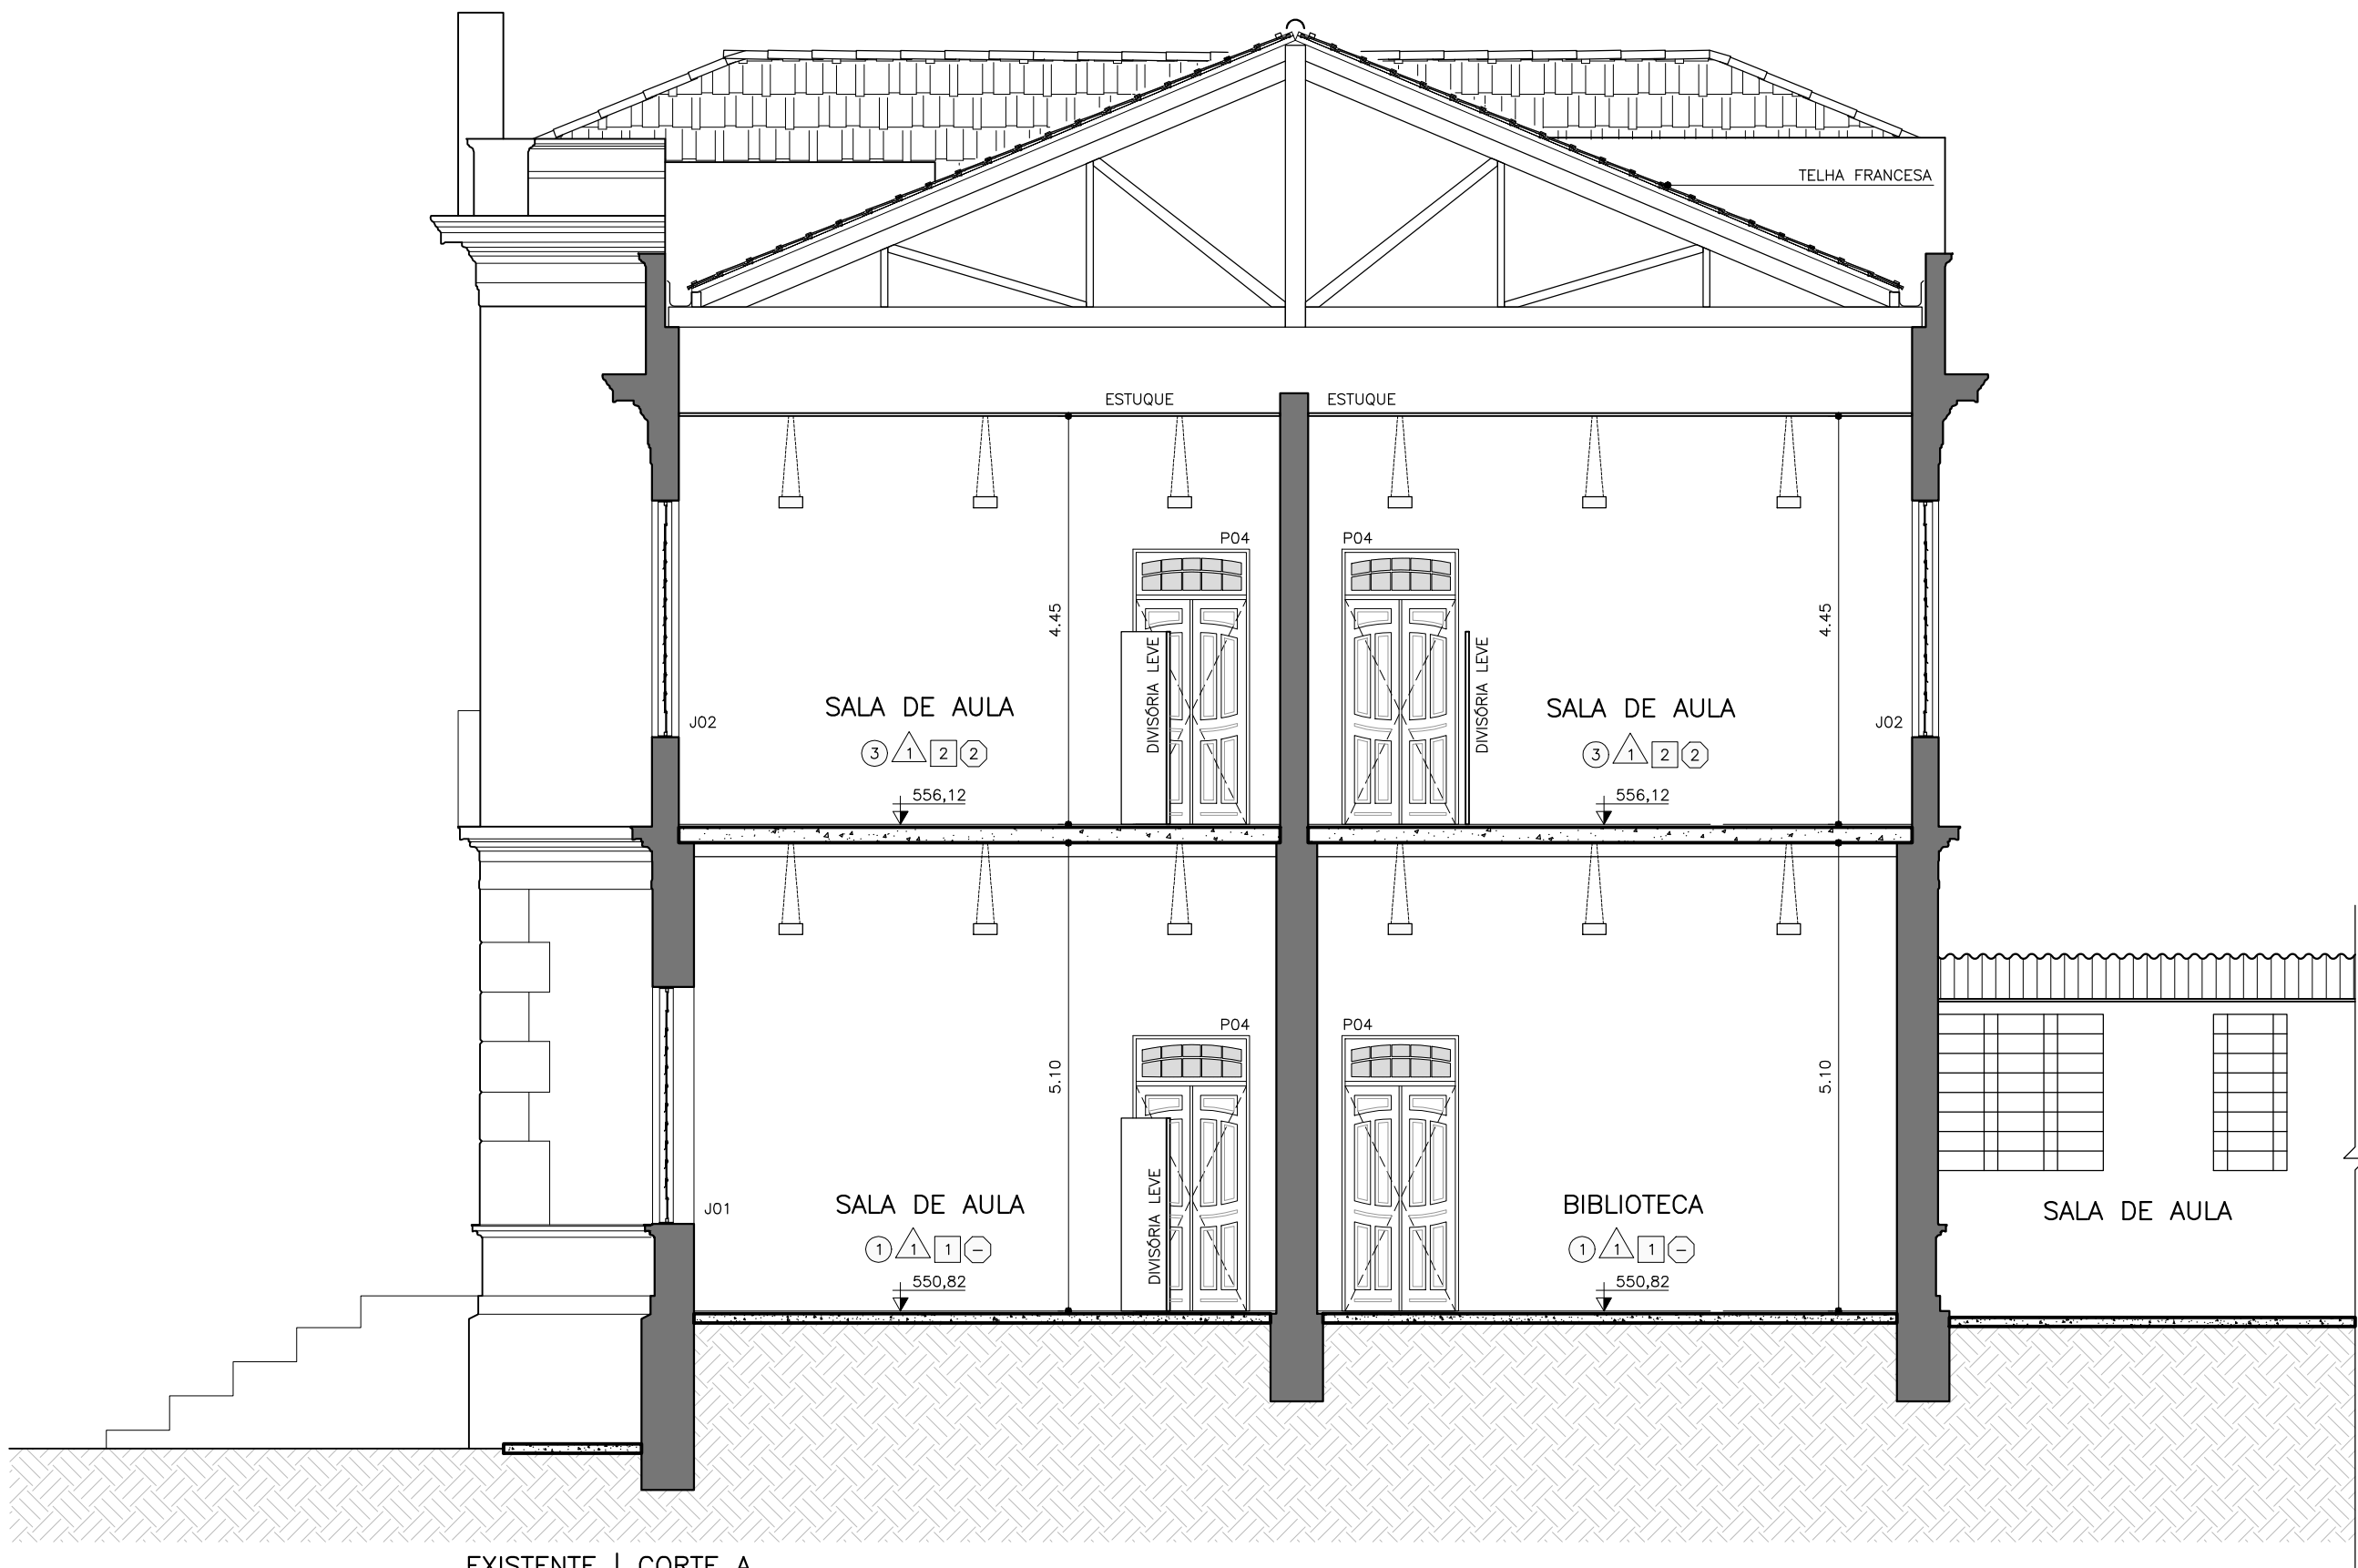 TELHA FRANCESA
ESTUQUE ESTUQUE
P04 P04
4.45 4.45
DIVISÓRIA LEVE DIVISÓRIA LEVE
SALA DE AULA SALA DE AULA
J02 J02
3 1 2 2 3 1 2 2
556,12 556,12
P04 P04
5.10 5.10
DIVISÓRIA LEVE
SALA DE AULA BIBLIOTECA SALA DE AULA
J01
1 1 1 – 1 1 1 –
550,82 550,82
EXISTENTE | CORTE A